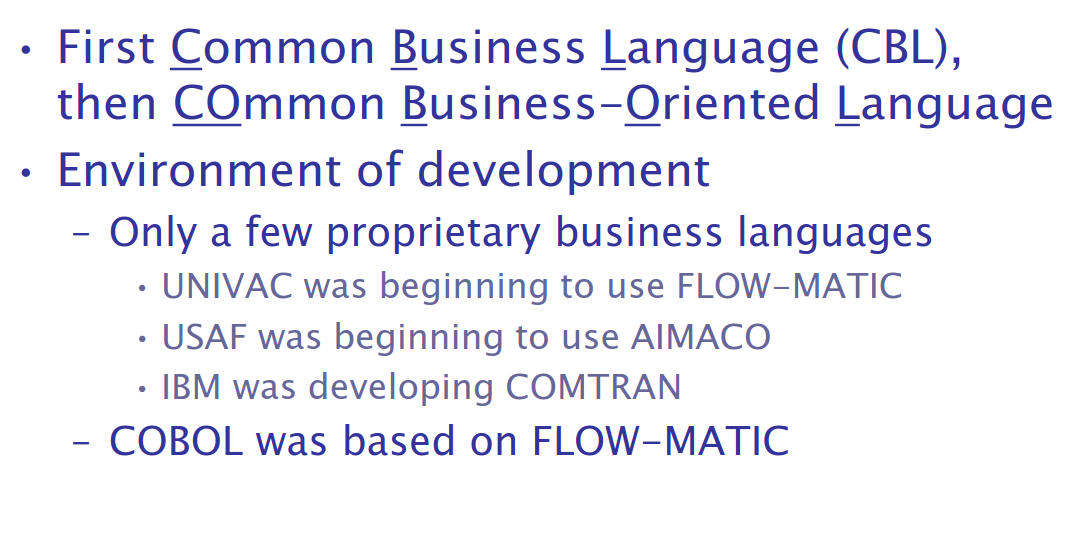 • First Common Business Language (CBL),
then COmmon Business-Oriented Language
• Environment of development
– Only a few proprietary business languages
• UNIVAC was beginning to use FLOW-MATIC
• USAF was beginning to use AIMACO
• IBM was developing COMTRAN
– COBOL was based on FLOW-MATIC